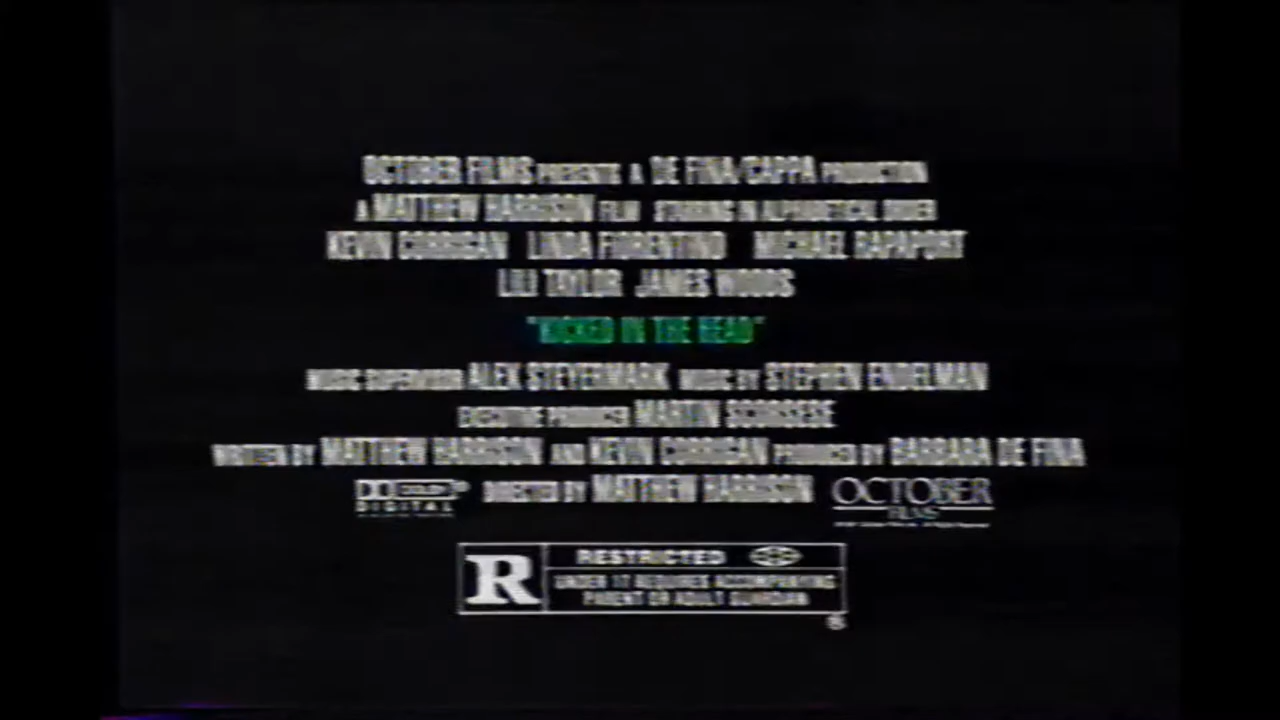 OCTOBER FILMS PRESENTS A DE FINA/CAPPA PRODUCTION
A MATTHEW HARRISON FILM STARRING IN ALPHABETICAL ORDER
KEVIN CORRIGAN LINDA FIORENTINO MICHAEL RAPAPORT
LILI TAYLOR JAMES WOODS
"KICKED IN THE HEAD"
MUSIC SUPERVISOR ALEX STEYERMARK MUSIC BY STEPHEN ENDELMAN
EXECUTIVE PRODUCER MARTIN SCORSESE
WRITTEN BY MATTHEW HARRISON AND KEVIN CORRIGAN PRODUCED BY BARBARA DE FINA
DOLBY DIGITAL DIRECTED BY MATTHEW HARRISON OCTOBER FILMS
R RESTRICTED
UNDER 17 REQUIRES ACCOMPANYING
PARENT OR ADULT GUARDIAN
®